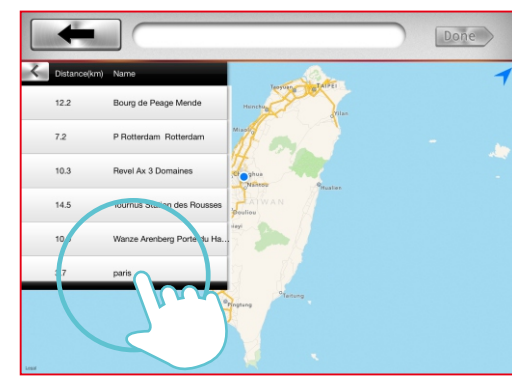 Done
Distance(km) Name
12.2 Bourg de Peage Mende
7.2 P Rotterdam Rotterdam
10.3 Revel Ax 3 Domaines
14.5 Tournus Station des Rousses
Wanze Arenberg Porte du Ha...
paris
Taoyuan
TAIPEI
Hsinchu
Yilan
Miaoli
Nantou
Hualien
TAIWAN
Douliou
Taitung
Pingtung